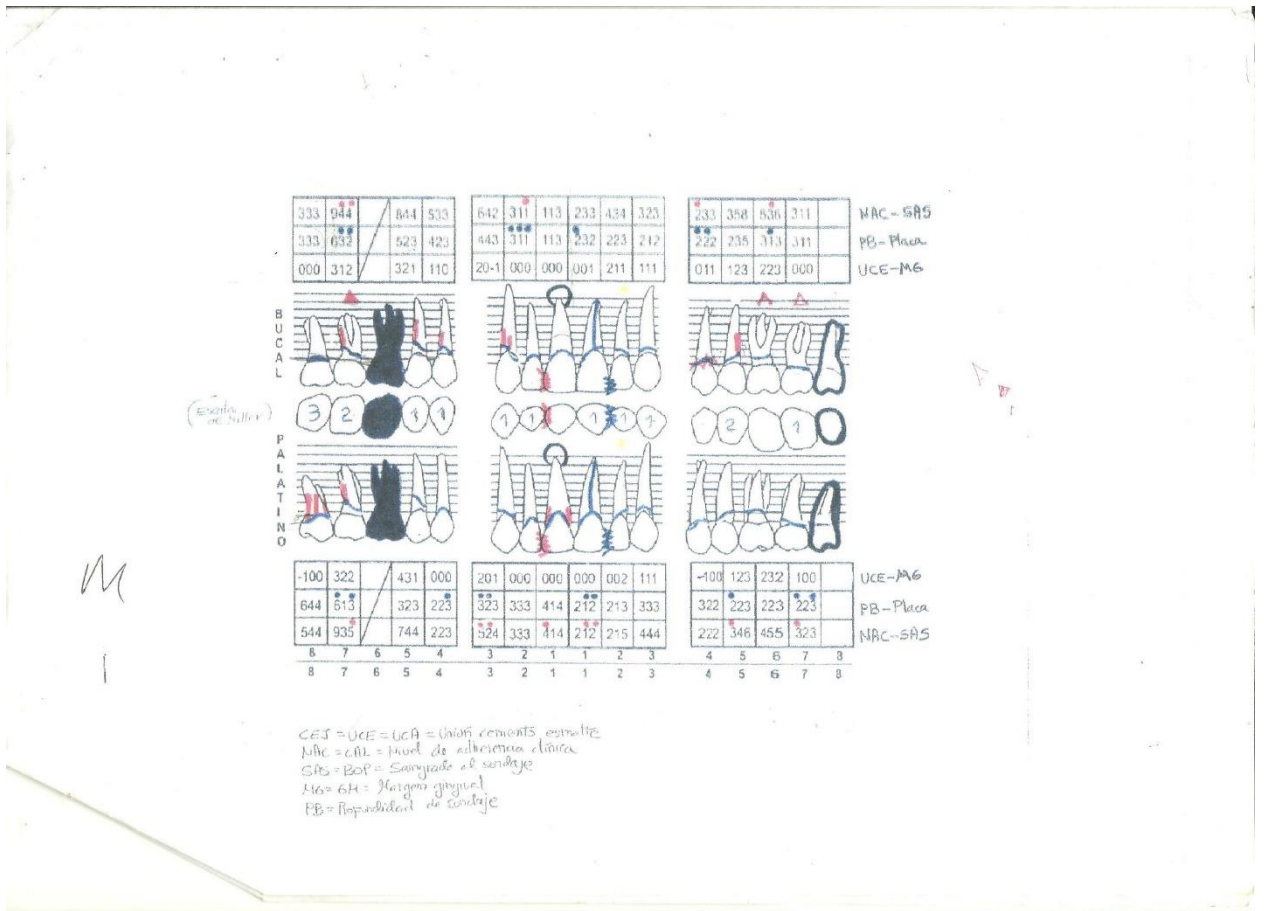 333 944 844 533 642 311 113 233 434 323 233 358 536 311 NAC-SAS
333 632 523 423 443 311 113 232 223 212 222 235 313 311 PB-Placa
000 312 321 110 20-1 000 000 001 211 111 011 123 223 000 UCE-MG
BUCAL
3 2 1 1 1 1 1 1 1 1 2 1
PALATINO
-100 322 431 000 201 000 000 000 002 111 -100 123 232 100 UCE-MG
644 613 323 223 323 333 414 212 213 333 322 223 223 223 PB-Placa
544 935 744 223 524 333 414 212 215 444 222 346 455 323 NAC-SAS
8 7 6 5 4 3 2 1 1 2 3 4 5 6 7 8
8 7 6 5 4 3 2 1 1 2 3 4 5 6 7 8
CEJ = UCE = UCA = Unión cemento esmalte
NAC = CAL = Nivel de adherencia clínica
SAS = BOP = Sangrado al sondaje
MG = GM = Margen gingival
PB = Profundidad de sondaje